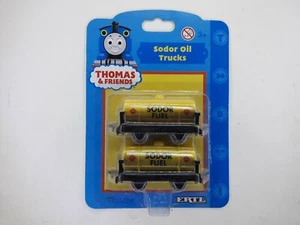 Sodor Oil
Trucks
THOMAS
& FRIENDS
SODOR
FUEL
SODOR
FUEL
ERTL